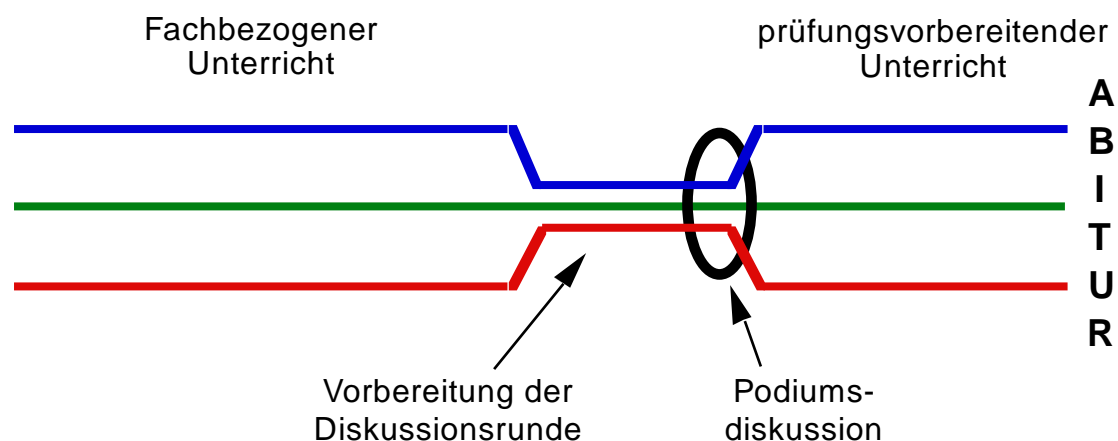 Fachbezogener
Unterricht
prüfungsvorbereitender
Unterricht
A
B
I
T
U
R
Vorbereitung der
Diskussionsrunde
Podiums-
diskussion